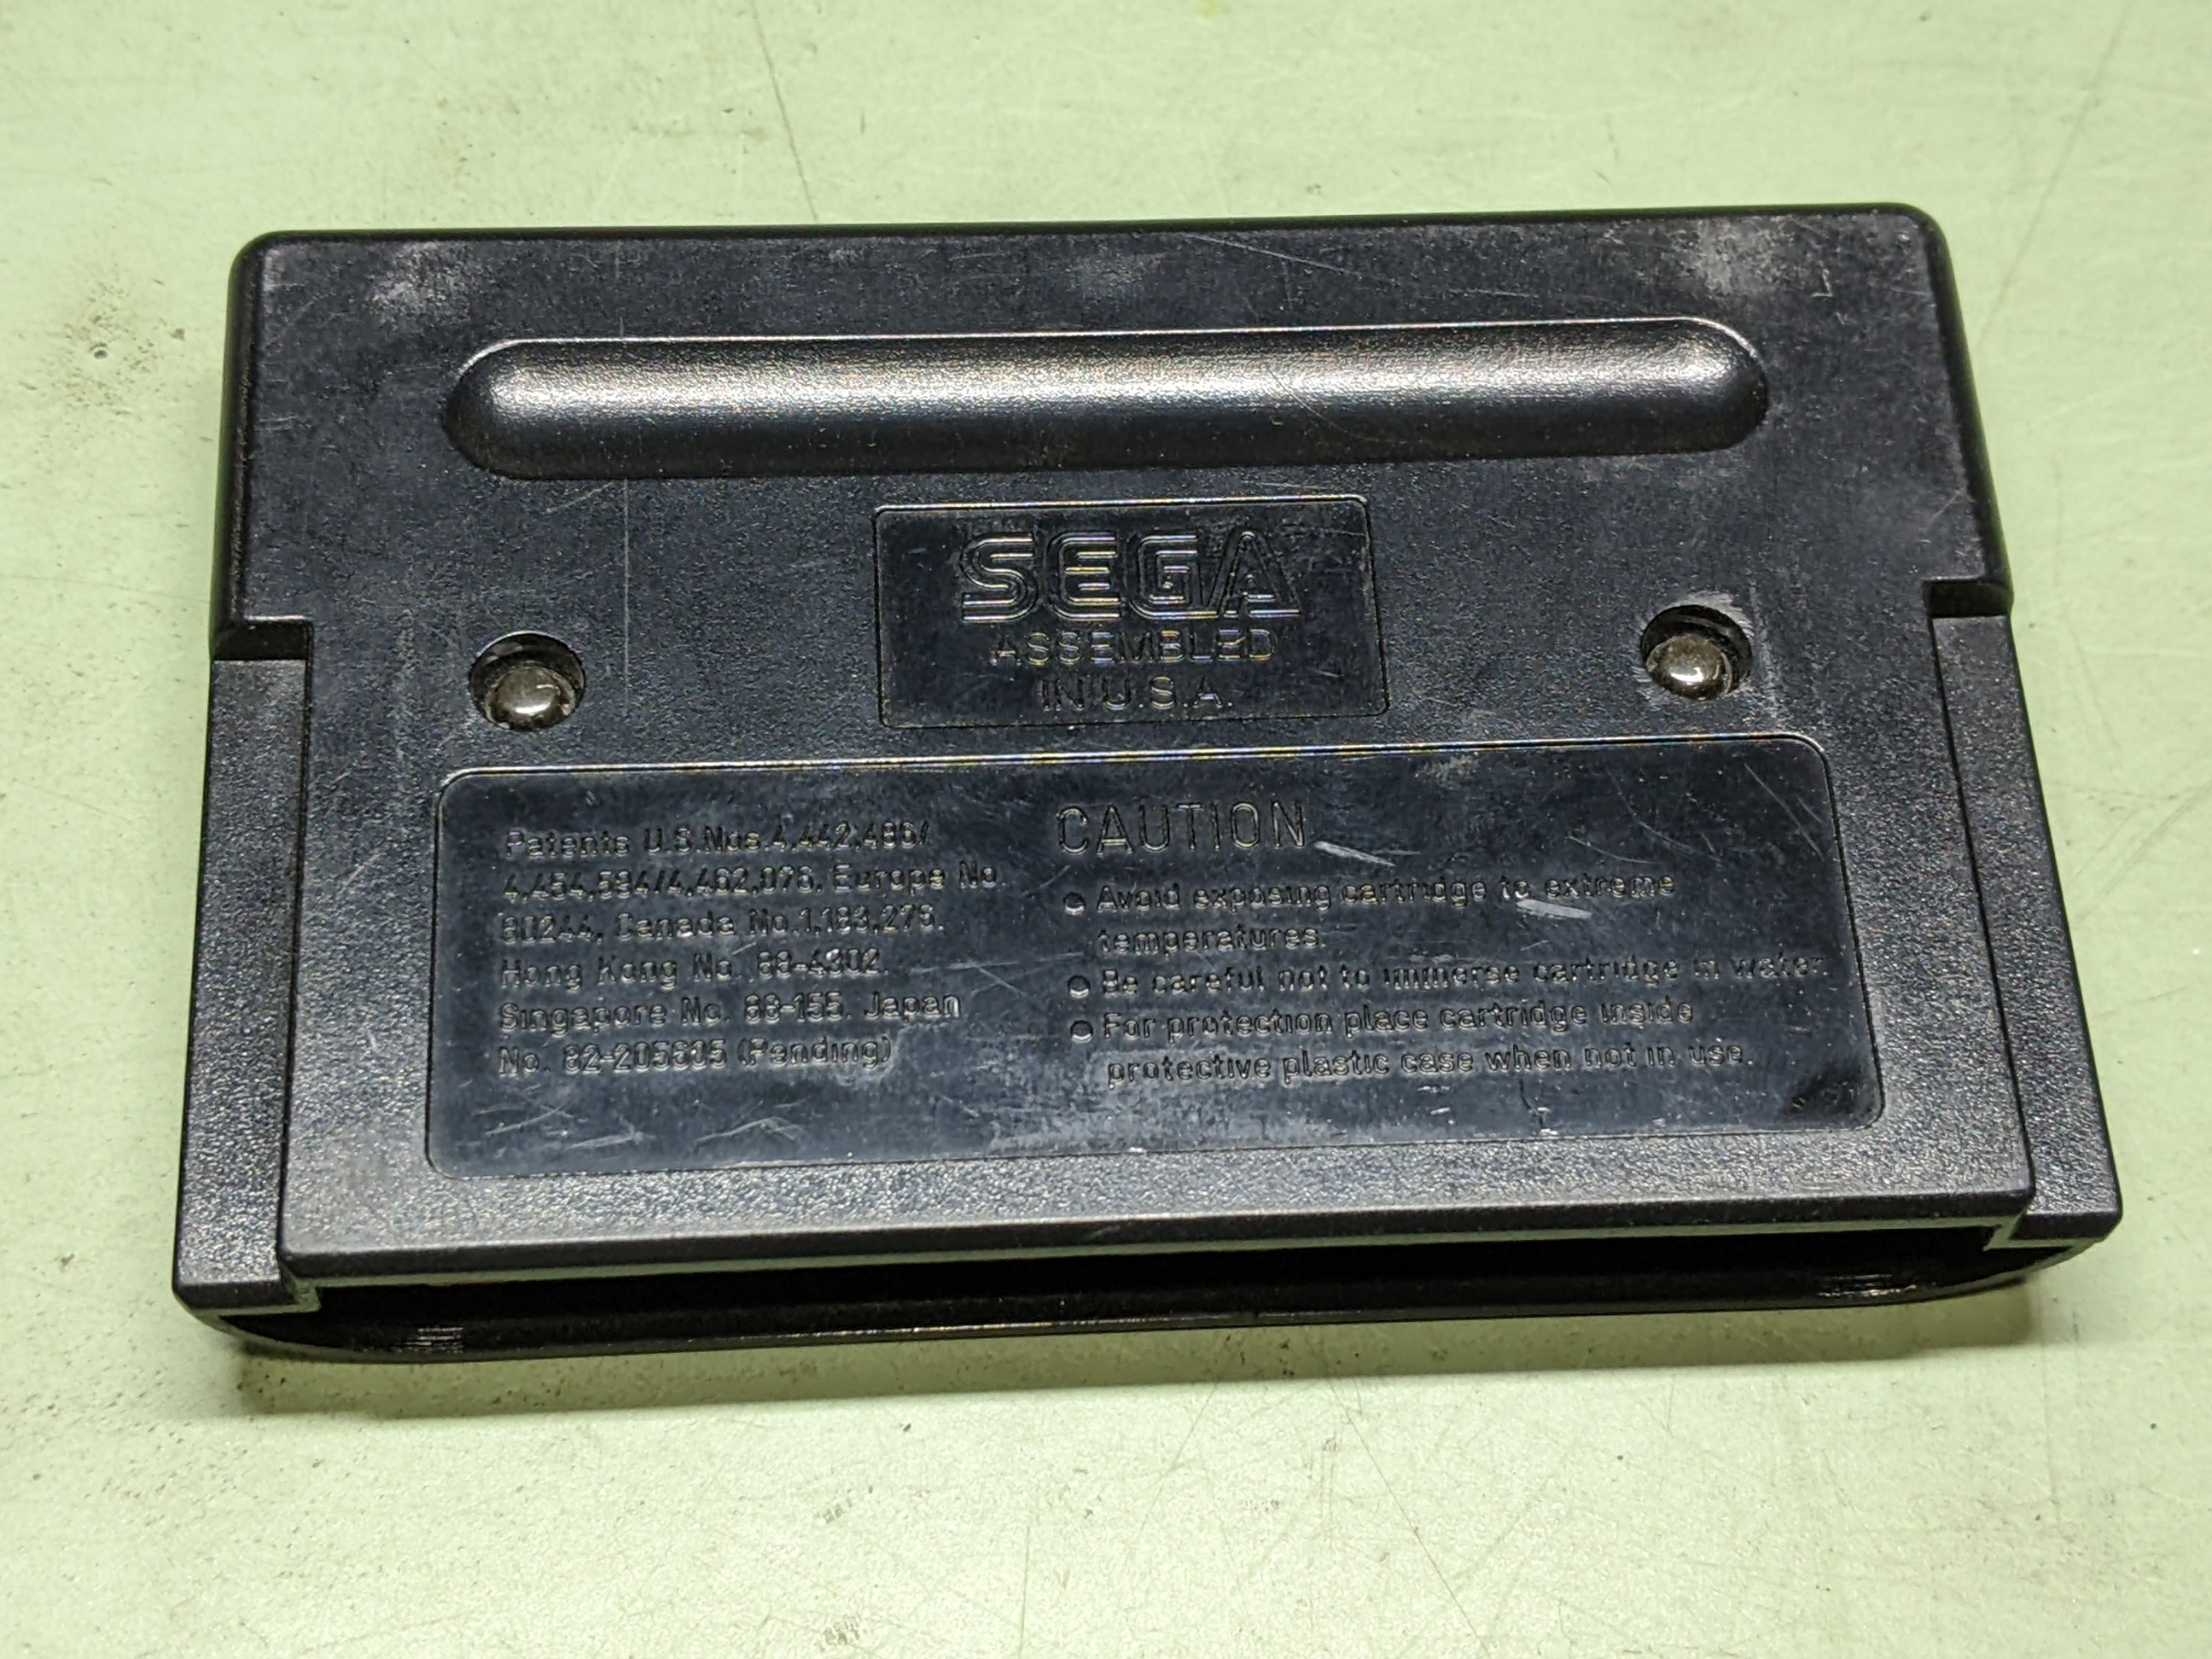 SEGA
ASSEMBLED
IN U.S.A.
Patents U.S.Nos.4,442,486/
4,454,594/4,462,076, Europe No.
80244, Canada No.1,183,276,
Hong Kong No. 88-4302,
Singapore No. 88-155, Japan
No. 82-205605 (Pending)
CAUTION
● Avoid exposing cartridge to extreme
temperatures.
● Be careful not to immerse cartridge in water.
● For protection place cartridge inside
protective plastic case when not in use.